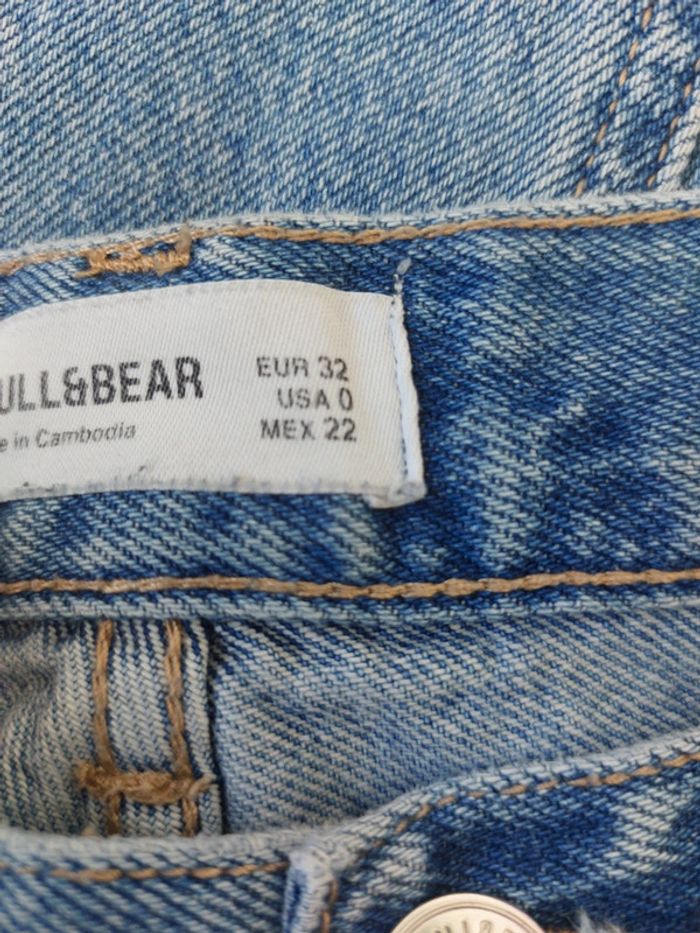 ULL&BEAR
e in Cambodia
EUR 32
USA 0
MEX 22